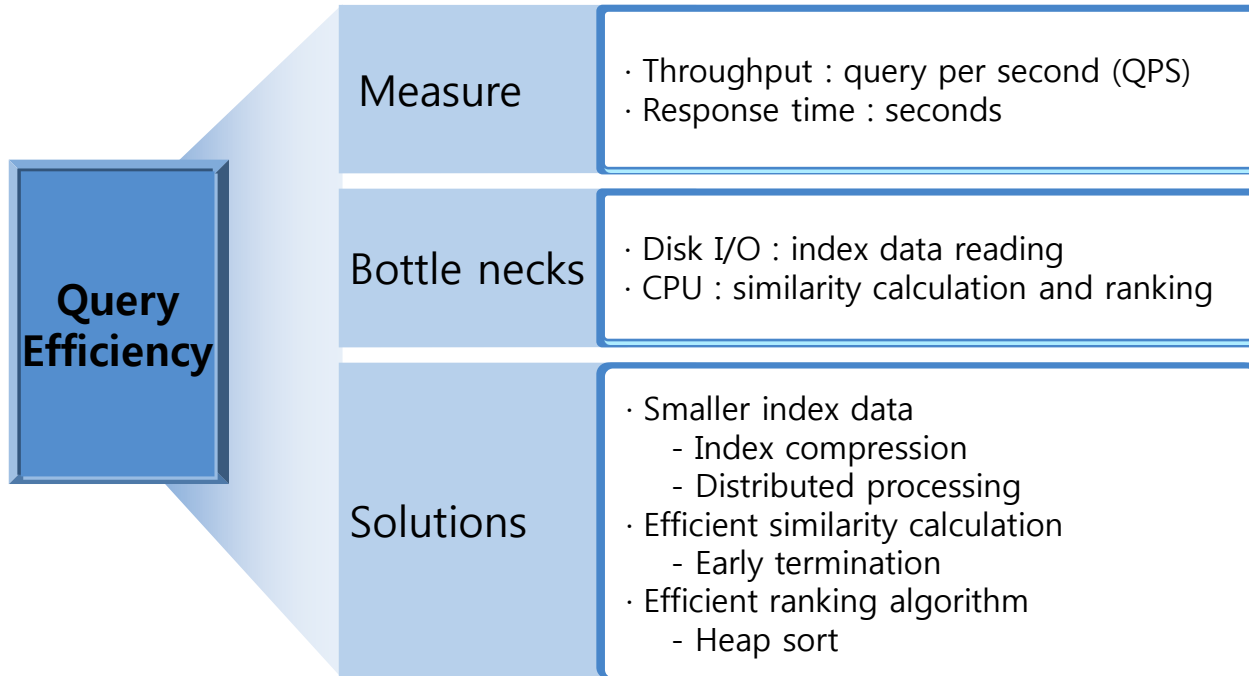 Query
Efficiency
Measure
· Throughput : query per second (QPS)
· Response time : seconds
Bottle necks
· Disk I/O : index data reading
· CPU : similarity calculation and ranking
Solutions
· Smaller index data
- Index compression
- Distributed processing
· Efficient similarity calculation
- Early termination
· Efficient ranking algorithm
- Heap sort